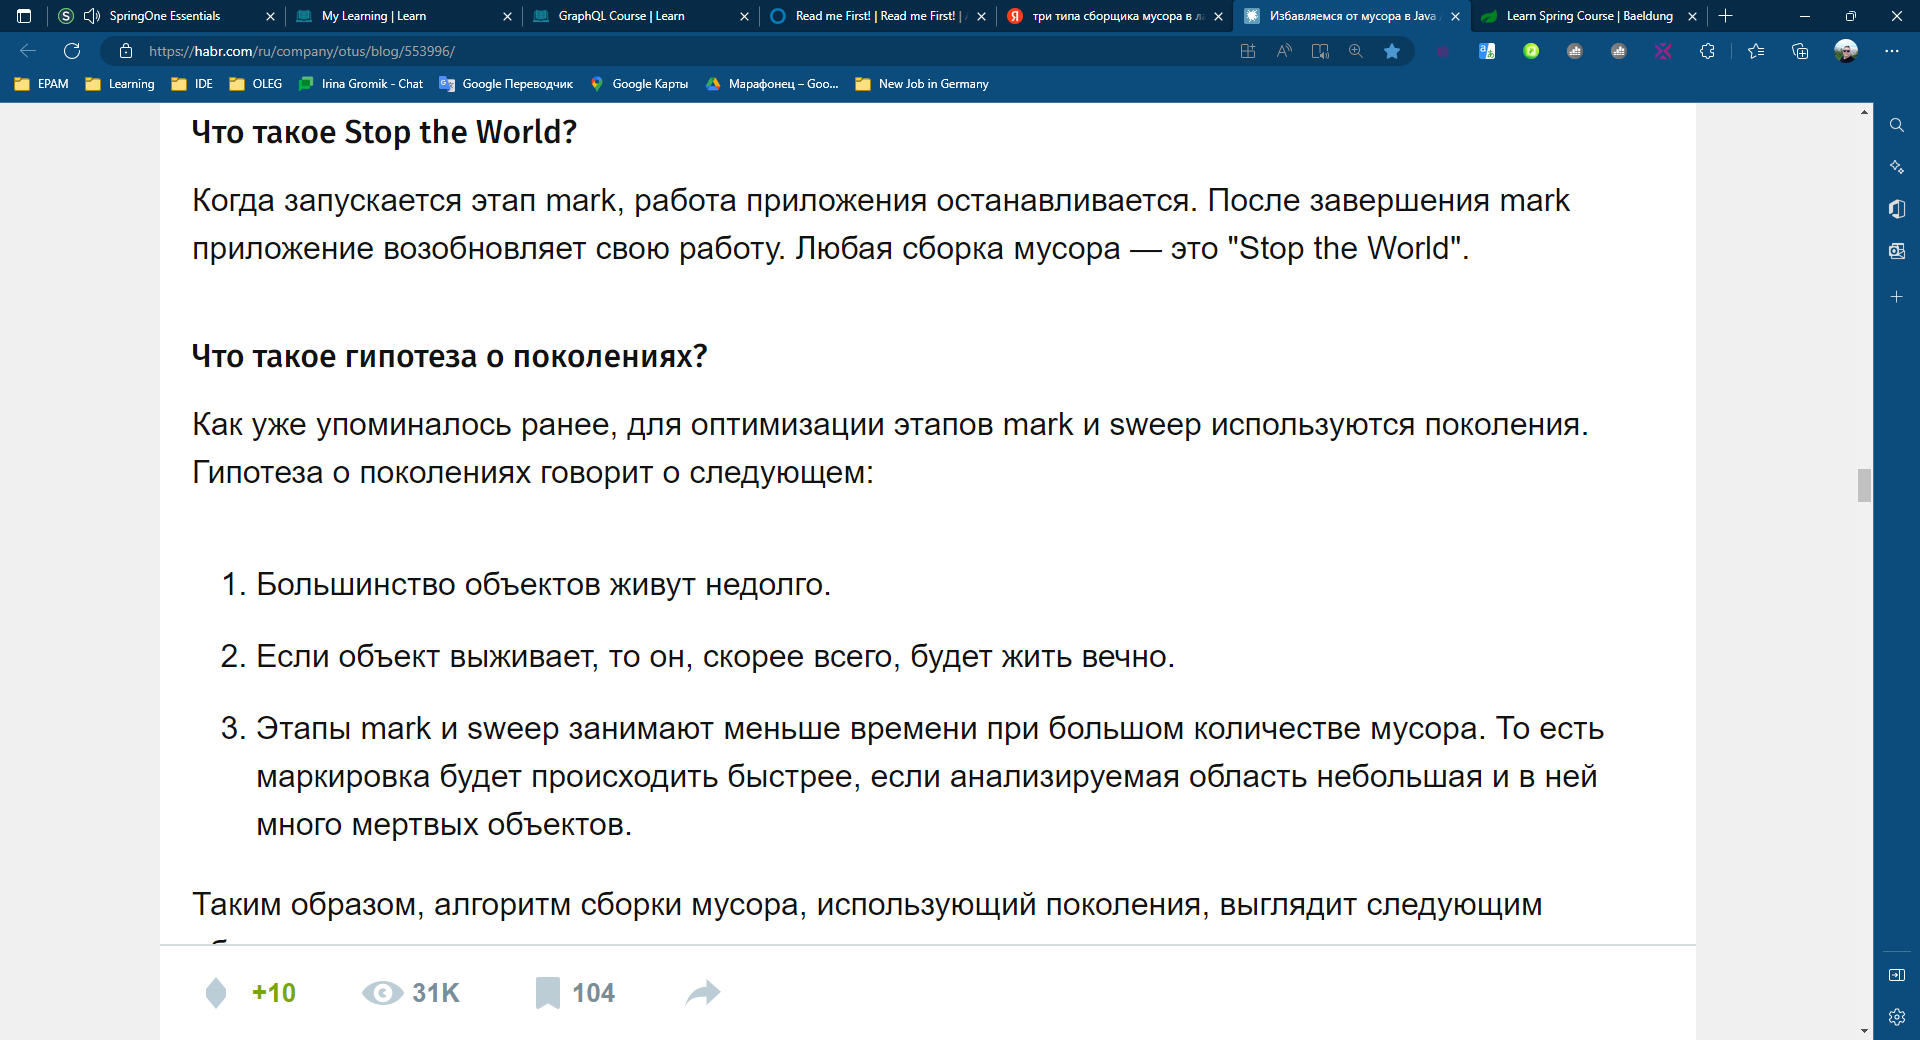 SpringOne Essentials
My Learning | Learn
GraphQL Course | Learn
Read me First! | Read me First! |
три типа сборщика мусора в
Избавляемся от мусора в Java
Learn Spring Course | Baeldung
https://habr.com/ru/company/otus/blog/553996/
EPAM
Learning
IDE
OLEG
Irina Gromik - Chat
Google Переводчик
Google Карты
Марафонец – Goo...
New Job in Germany
Что такое Stop the World?
Когда запускается этап mark, работа приложения останавливается. После завершения mark
приложение возобновляет свою работу. Любая сборка мусора — это "Stop the World".
Что такое гипотеза о поколениях?
Как уже упоминалось ранее, для оптимизации этапов mark и sweep используются поколения.
Гипотеза о поколениях говорит о следующем:
1. Большинство объектов живут недолго.
2. Если объект выживает, то он, скорее всего, будет жить вечно.
3. Этапы mark и sweep занимают меньше времени при большом количестве мусора. То есть
маркировка будет происходить быстрее, если анализируемая область небольшая и в ней
много мертвых объектов.
Таким образом, алгоритм сборки мусора, использующий поколения, выглядит следующим
+10
31K
104